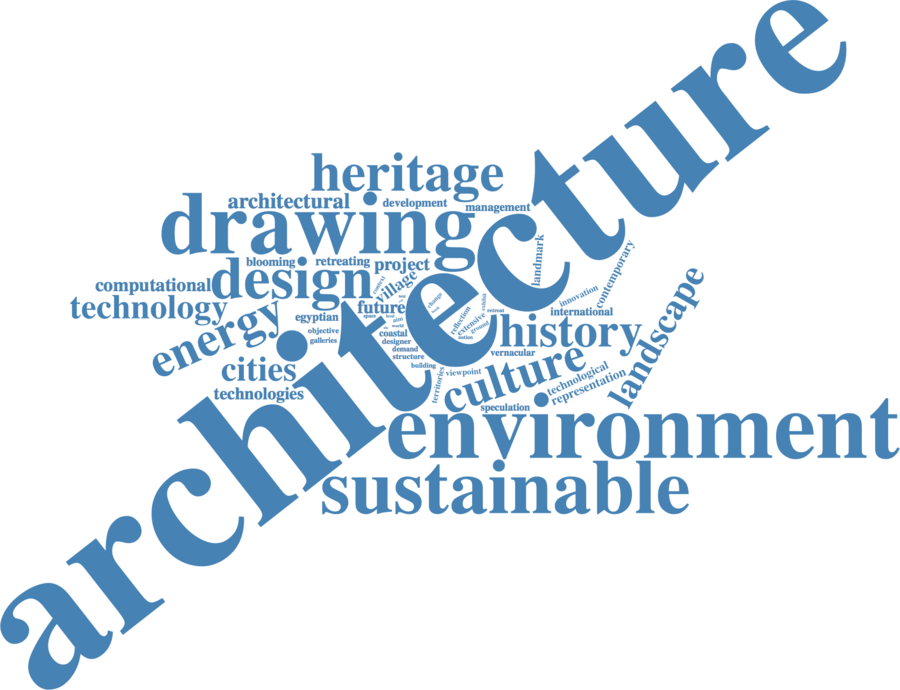 architecture
heritage
architectural
development
management
drawing
landmark
contemporary
blooming
retreating
project
computational
design
village
change
exhibit
innovation
landscape
technology
future
retreat
international
energy
egyptian
space
reflection
extensive
ground
history
objective
world
coastal
galleries
designer
demand
structure
vernacular
cities
building
viewpoint
culture
technological
technologies
territories
representation
speculation
environment
sustainable